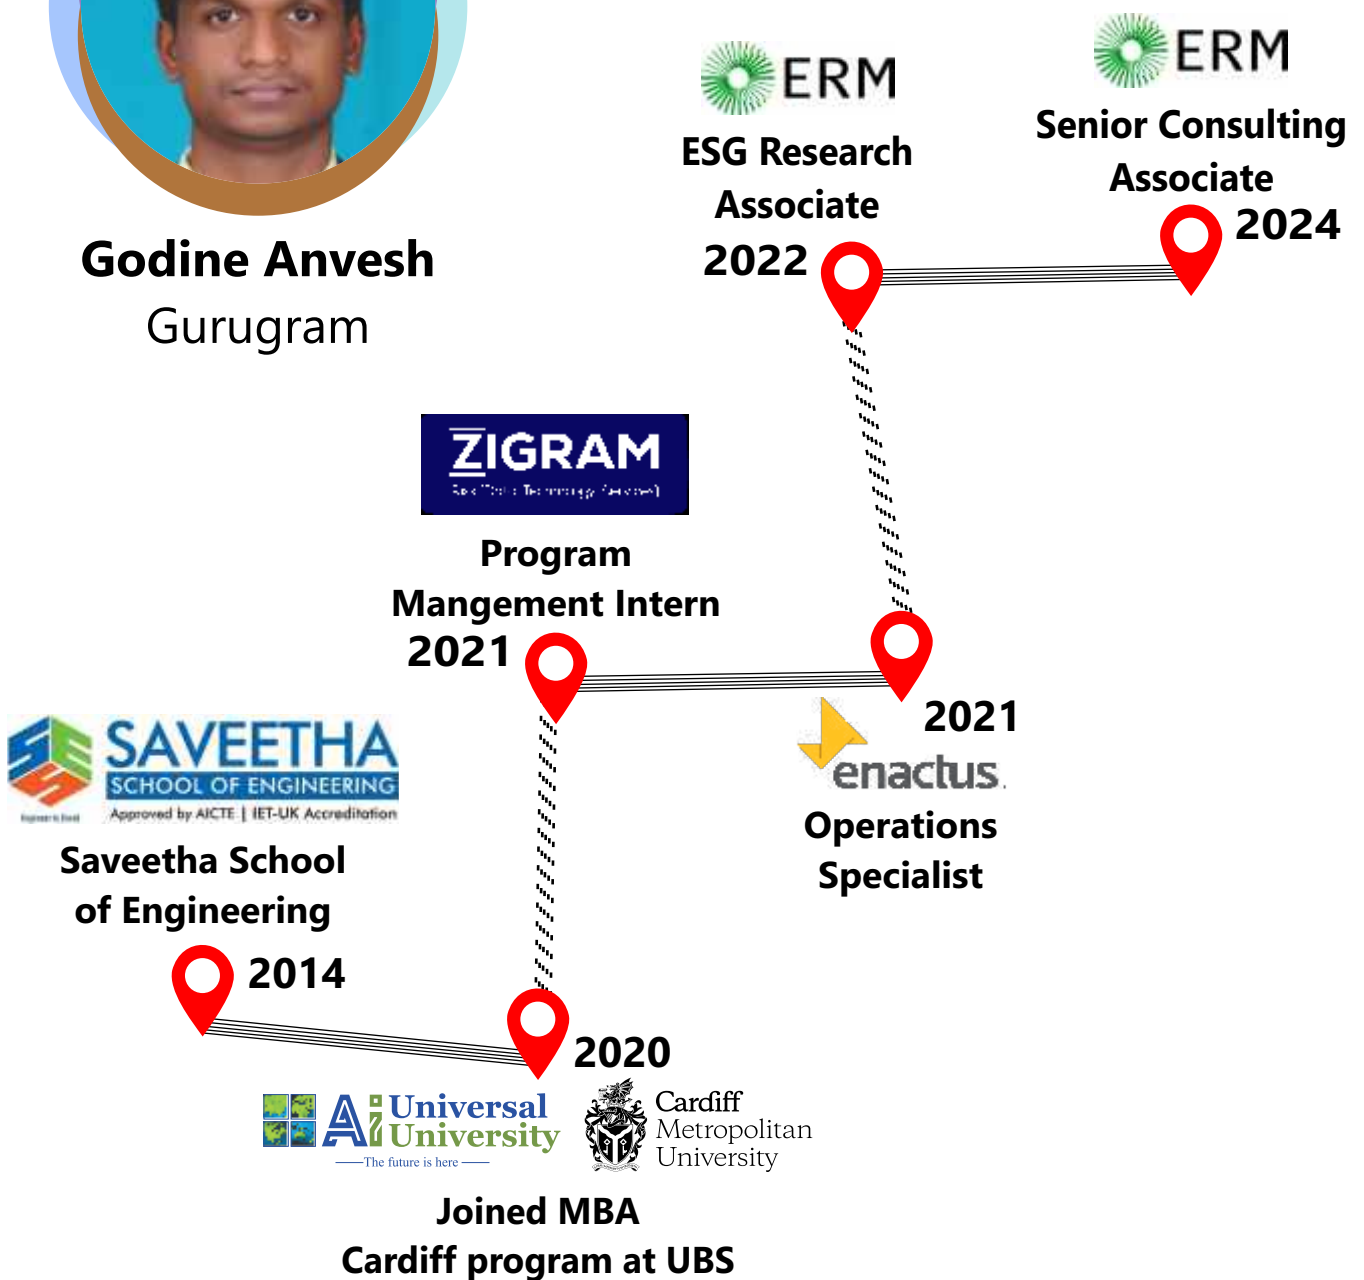 ERM
Senior Consulting
Associate
2024
ERM
ESG Research
Associate
2022
Godine Anvesh
Gurugram
ZIGRAM
Program
Mangement Intern
2021
2021
enactus.
Operations
Specialist
SAVEETHA
SCHOOL OF ENGINEERING
Approved by AICTE | IET-UK Accreditation
Saveetha School
of Engineering
2014
2020
Ai Universal
University
The future is here
Cardiff
Metropolitan
University
Joined MBA
Cardiff program at UBS